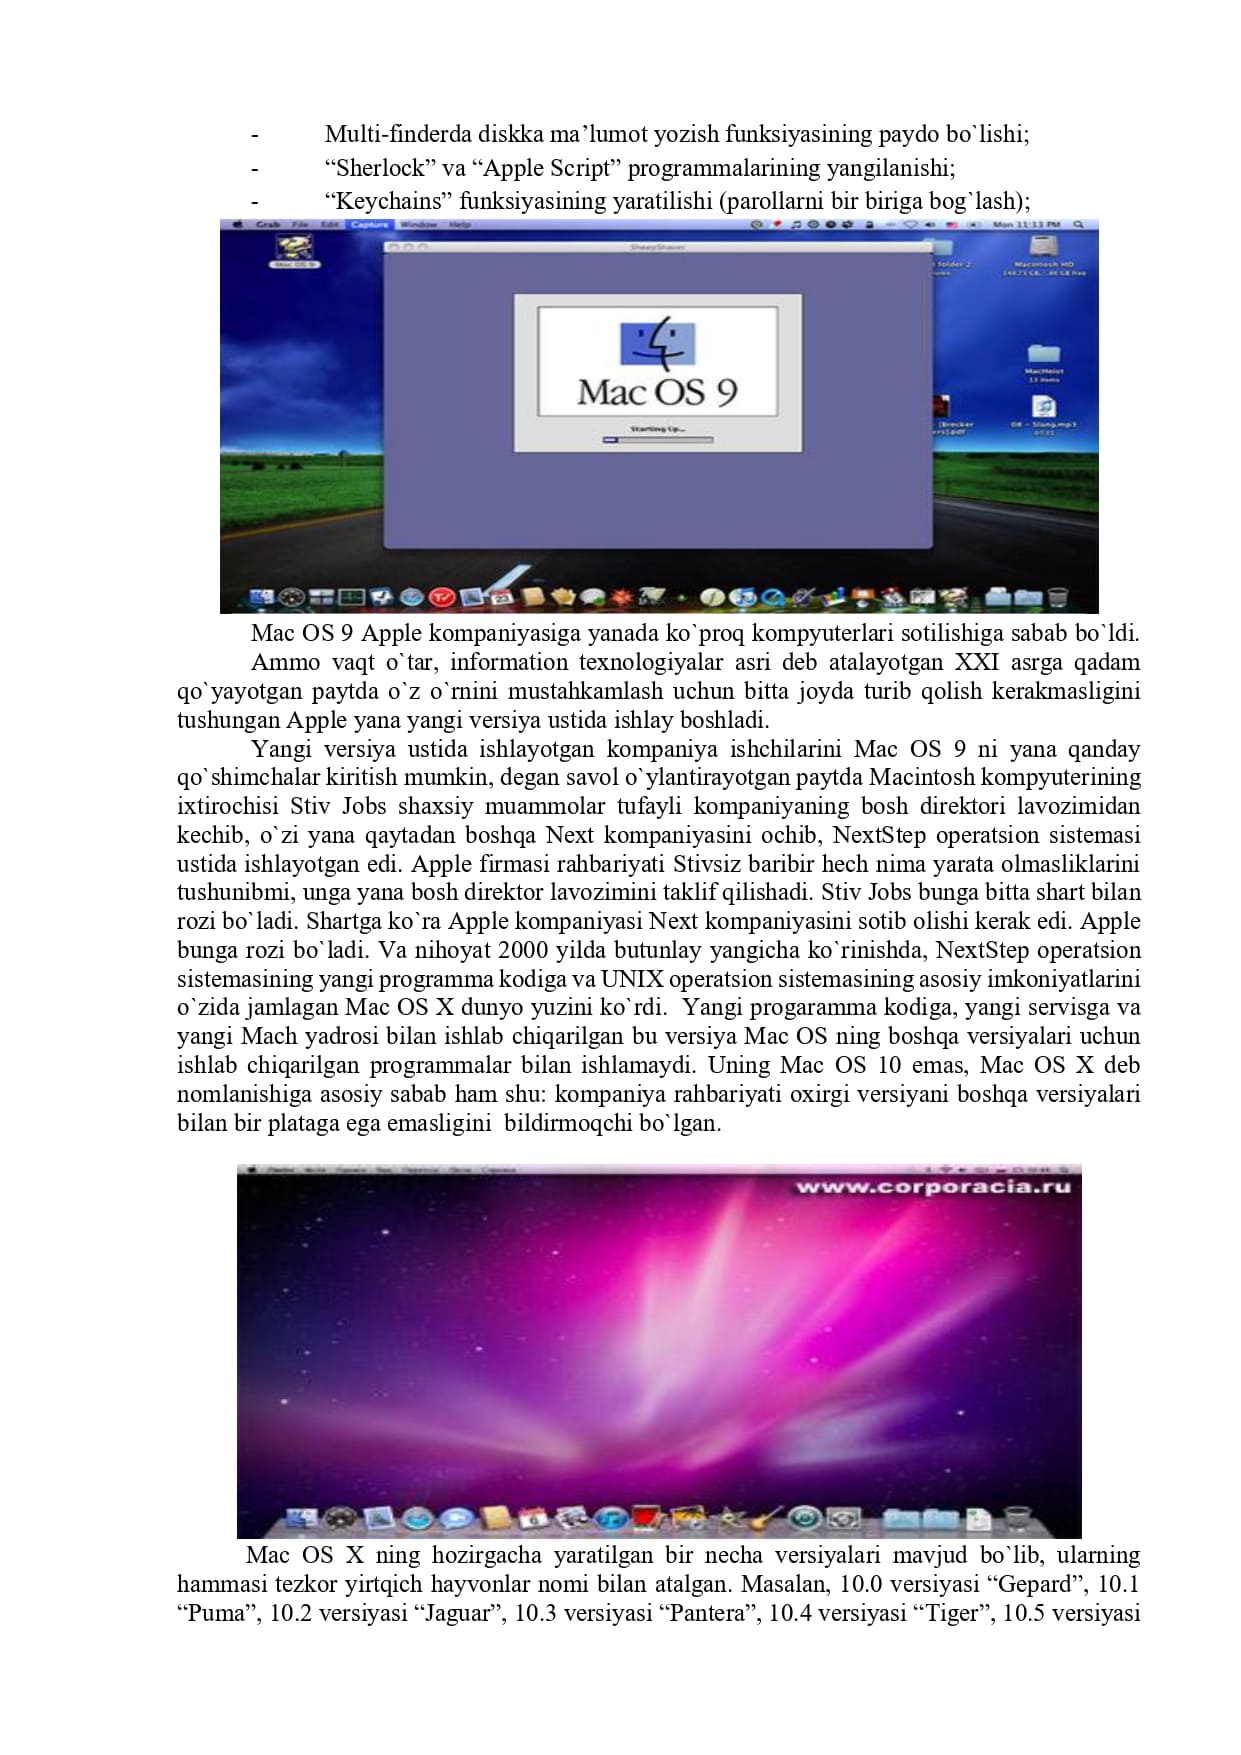 - Multi-finderda diskka ma’lumot yozish funksiyasining paydo bo`lishi;
- “Sherlock” va “Apple Script” programmalarining yangilanishi;
- “Keychains” funksiyasining yaratilishi (parollarni bir biriga bog`lash);
Grab File Edit Capture Window Help Mon 11:13 PM
SheepShaver
Mac OS 9
folder 2
Macintosh HD
MacHeist
13 items
Mac OS 9
Starting Up...
(Brecker
08 - Slang.mp3
23
Mac OS 9 Apple kompaniyasiga yanada ko`proq kompyuterlari sotilishiga sabab bo`ldi.
Ammo vaqt o`tar, information texnologiyalar asri deb atalayotgan XXI asrga qadam
qo`yayotgan paytda o`z o`rnini mustahkamlash uchun bitta joyda turib qolish kerakmasligini
tushungan Apple yana yangi versiya ustida ishlay boshladi.
Yangi versiya ustida ishlayotgan kompaniya ishchilarini Mac OS 9 ni yana qanday
qo`shimchalar kiritish mumkin, degan savol o`ylantirayotgan paytda Macintosh kompyuterining
ixtirochisi Stiv Jobs shaxsiy muammolar tufayli kompaniyaning bosh direktori lavozimidan
kechib, o`zi yana qaytadan boshqa Next kompaniyasini ochib, NextStep operatsion sistemasi
ustida ishlayotgan edi. Apple firmasi rahbariyati Stivsiz baribir hech nima yarata olmasliklarini
tushunibmi, unga yana bosh direktor lavozimini taklif qilishadi. Stiv Jobs bunga bitta shart bilan
rozi bo`ladi. Shartga ko`ra Apple kompaniyasi Next kompaniyasini sotib olishi kerak edi. Apple
bunga rozi bo`ladi. Va nihoyat 2000 yilda butunlay yangicha ko`rinishda, NextStep operatsion
sistemasining yangi programma kodiga va UNIX operatsion sistemasining asosiy imkoniyatlarini
o`zida jamlagan Mac OS X dunyo yuzini ko`rdi. Yangi progaramma kodiga, yangi servisga va
yangi Mach yadrosi bilan ishlab chiqarilgan bu versiya Mac OS ning boshqa versiyalari uchun
ishlab chiqarilgan programmalar bilan ishlamaydi. Uning Mac OS 10 emas, Mac OS X deb
nomlanishiga asosiy sabab ham shu: kompaniya rahbariyati oxirgi versiyani boshqa versiyalari
bilan bir plataga ega emasligini bildirmoqchi bo`lgan.
www.corporacia.ru
6
Mac OS X ning hozirgacha yaratilgan bir necha versiyalari mavjud bo`lib, ularning
hammasi tezkor yirtqich hayvonlar nomi bilan atalgan. Masalan, 10.0 versiyasi “Gepard”, 10.1
“Puma”, 10.2 versiyasi “Jaguar”, 10.3 versiyasi “Pantera”, 10.4 versiyasi “Tiger”, 10.5 versiyasi